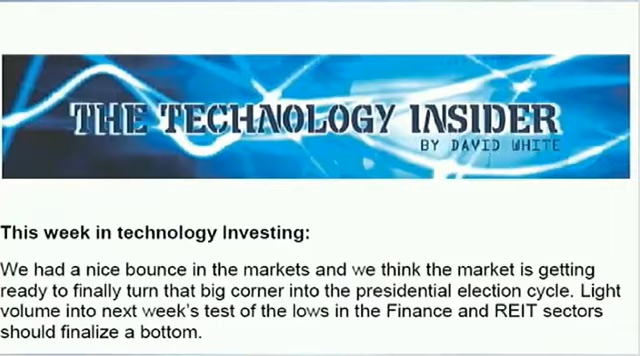 THE TECHNOLOGY INSIDER
BY DAVID WHITE
This week in technology Investing:
We had a nice bounce in the markets and we think the market is getting
ready to finally turn that big corner into the presidential election cycle. Light
volume into next week's test of the lows in the Finance and REIT sectors
should finalize a bottom.